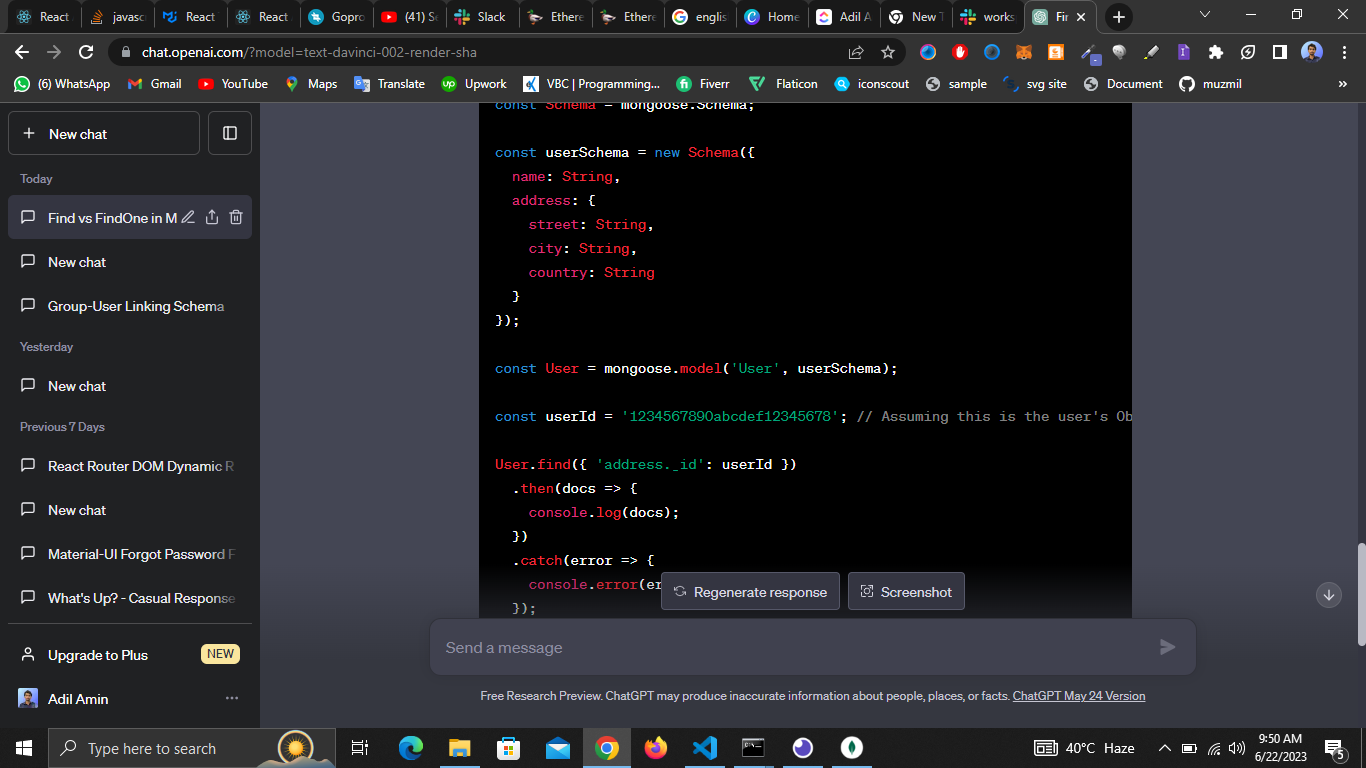 React
javasc
React
React
Gopro
(41) Se
Slack
Ethere
Ethere
englis
Home
Adil A
New T
works
Fin
chat.openai.com/?model=text-davinci-002-render-sha
(6) WhatsApp
Gmail
YouTube
Maps
Translate
Upwork
VBC | Programming...
Fiverr
Flaticon
iconscout
sample
svg site
Document
muzmil
»
New chat
Today
Find vs FindOne in M
New chat
Group-User Linking Schema
Yesterday
New chat
Previous 7 Days
React Router DOM Dynamic R
New chat
Material-UI Forgot Password F
What's Up? - Casual Response
Upgrade to Plus
NEW
Adil Amin
const Schema = mongoose.Schema;
const userSchema = new Schema({
name: String,
address: {
street: String,
city: String,
country: String
}
});
const User = mongoose.model('User', userSchema);
const userId = '1234567890abcdef12345678'; // Assuming this is the user's Ob
User.find({ 'address._id': userId })
.then(docs => {
console.log(docs);
})
.catch(error => {
console.error(er
});
Regenerate response
Screenshot
Send a message
Free Research Preview. ChatGPT may produce inaccurate information about people, places, or facts. ChatGPT May 24 Version
Type here to search
40°C Haze
9:50 AM
6/22/2023
5